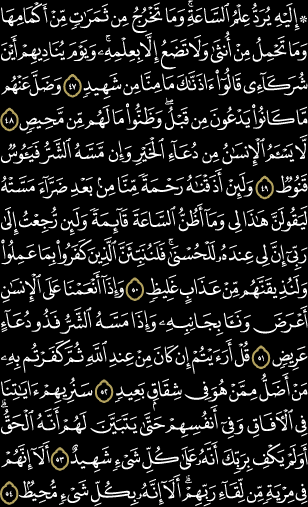 ۞ إِلَيْهِ يُرَدُّ عِلْمُ ٱلسَّاعَةِۚ وَمَا تَخْرُجُ مِن ثَمَرَٰتٍ مِّنْ أَكْمَامِهَا
وَمَا تَحْمِلُ مِنْ أُنثَىٰ وَلَا تَضَعُ إِلَّا بِعِلْمِهِۦۚ وَيَوْمَ يُنَادِيهِمْ أَيْنَ
شُرَكَآءِى قَالُوٓا۟ ءَاذَنَّٰكَ مَا مِنَّا مِن شَهِيدٍ ٤٧ وَضَلَّ عَنْهُم
مَّا كَانُوا۟ يَدْعُونَ مِن قَبْلُۖ وَظَنُّوا۟ مَا لَهُم مِّن مَّحِيصٍ ٤٨
لَّا يَسْـَٔمُ ٱلْإِنسَٰنُ مِن دُعَآءِ ٱلْخَيْرِ وَإِن مَّسَّهُ ٱلشَّرُّ فَيَـُٔوسٌ
قَنُوطٌ ٤٩ وَلَئِنْ أَذَقْنَٰهُ رَحْمَةً مِّنَّا مِنۢ بَعْدِ ضَرَّآءَ مَسَّتْهُ
لَيَقُولَنَّ هَٰذَا لِى وَمَآ أَظُنُّ ٱلسَّاعَةَ قَآئِمَةً وَلَئِن رُّجِعْتُ إِلَىٰ
رَبِّىٓ إِنَّ لِى عِندَهُۥ لَلْحُسْنَىٰۚ فَلَنُنَبِّئَنَّ ٱلَّذِينَ كَفَرُوا۟ بِمَا عَمِلُوا۟
وَلَنُذِيقَنَّهُم مِّنْ عَذَابٍ غَلِيظٍ ٥٠ وَإِذَآ أَنْعَمْنَا عَلَى ٱلْإِنسَٰنِ
أَعْرَضَ وَنَـَٔا بِجَانِبِهِۦ وَإِذَا مَسَّهُ ٱلشَّرُّ فَذُو دُعَآءٍ
عَرِيضٍ ٥١ قُلْ أَرَءَيْتُمْ إِن كَانَ مِنْ عِندِ ٱللَّهِ ثُمَّ كَفَرْتُم بِهِۦ
مَنْ أَضَلُّ مِمَّنْ هُوَ فِى شِقَاقٍۭ بَعِيدٍ ٥٢ سَنُرِيهِمْ ءَايَٰتِنَا
فِى ٱلْءَافَاقِ وَفِىٓ أَنفُسِهِمْ حَتَّىٰ يَتَبَيَّنَ لَهُمْ أَنَّهُ ٱلْحَقُّۗ
أَوَلَمْ يَكْفِ بِرَبِّكَ أَنَّهُۥ عَلَىٰ كُلِّ شَىْءٍ شَهِيدٌ ٥٣ أَلَآ إِنَّهُمْ
فِى مِرْيَةٍ مِّن لِّقَآءِ رَبِّهِمْۗ أَلَآ إِنَّهُۥ بِكُلِّ شَىْءٍ مُّحِيطٌۢ ٥٤